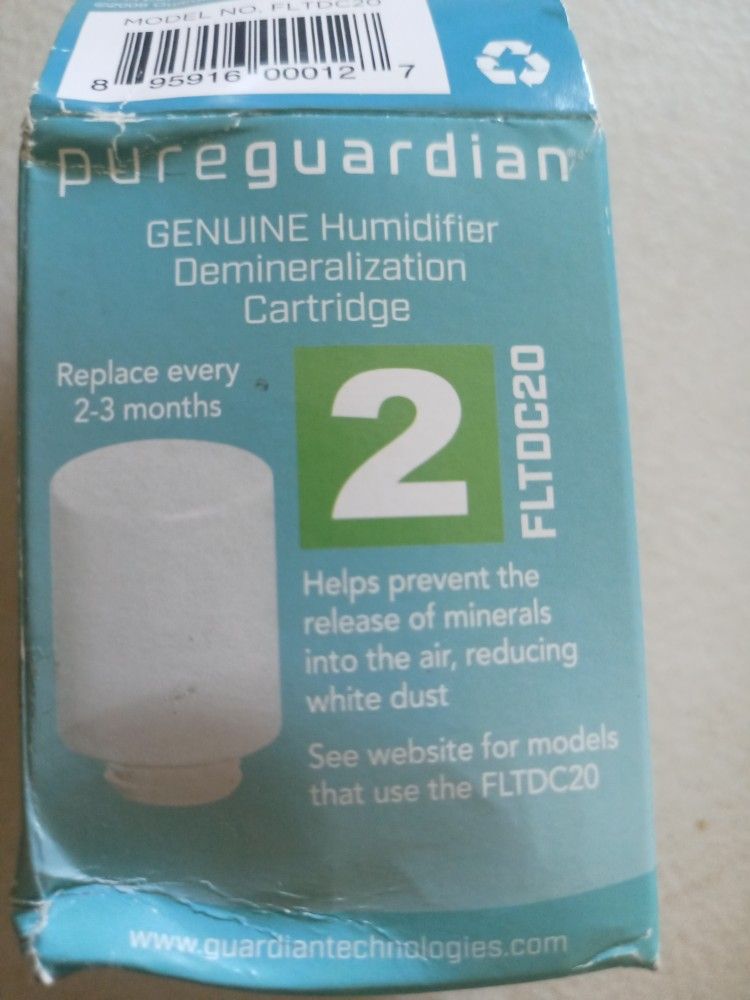 MODEL NO. FLTDC20
8 95916 00012 7
pureguardian®
GENUINE Humidifier
Demineralization
Cartridge
Replace every
2-3 months
2
FLTDC20
Helps prevent the
release of minerals
into the air, reducing
white dust
See website for models
that use the FLTDC20
www.guardiantechnologies.com